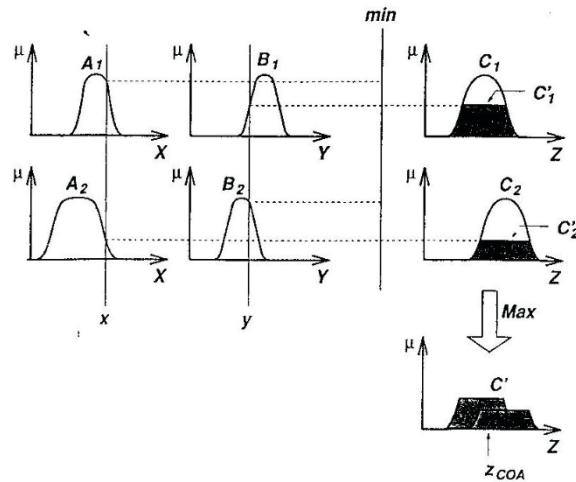 min
μ A1 X
μ B1 Y
μ C1 C'1 Z
μ A2 X
μ B2 Y
μ C2 C'2 Z
x y
Max
μ C' Z
zCOA